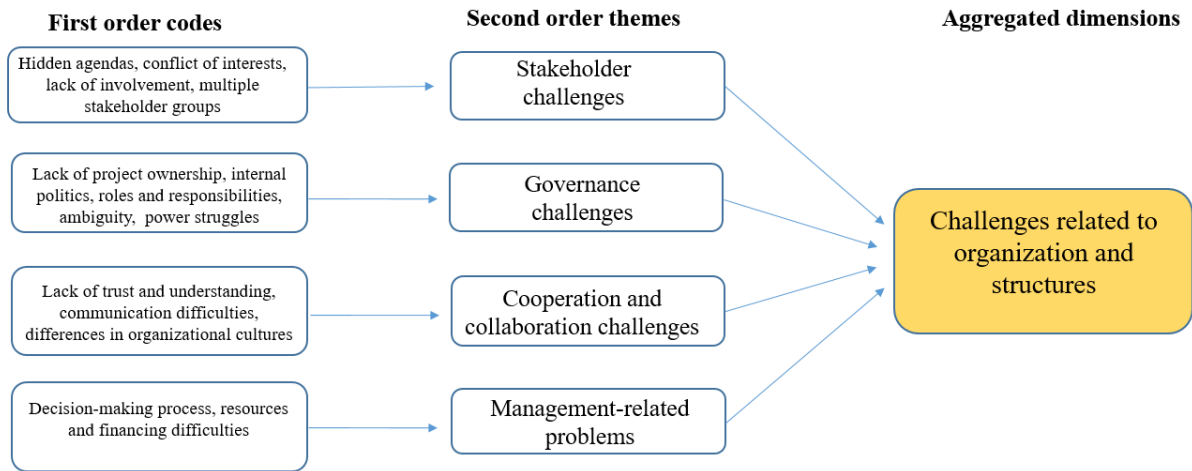 First order codes
Second order themes
Aggregated dimensions
Hidden agendas, conflict of interests,
lack of involvement, multiple
stakeholder groups
Stakeholder
challenges
Lack of project ownership, internal
politics, roles and responsibilities,
ambiguity, power struggles
Governance
challenges
Challenges related to
organization and
structures
Lack of trust and understanding,
communication difficulties,
differences in organizational cultures
Cooperation and
collaboration challenges
Decision-making process, resources
and financing difficulties
Management-related
problems